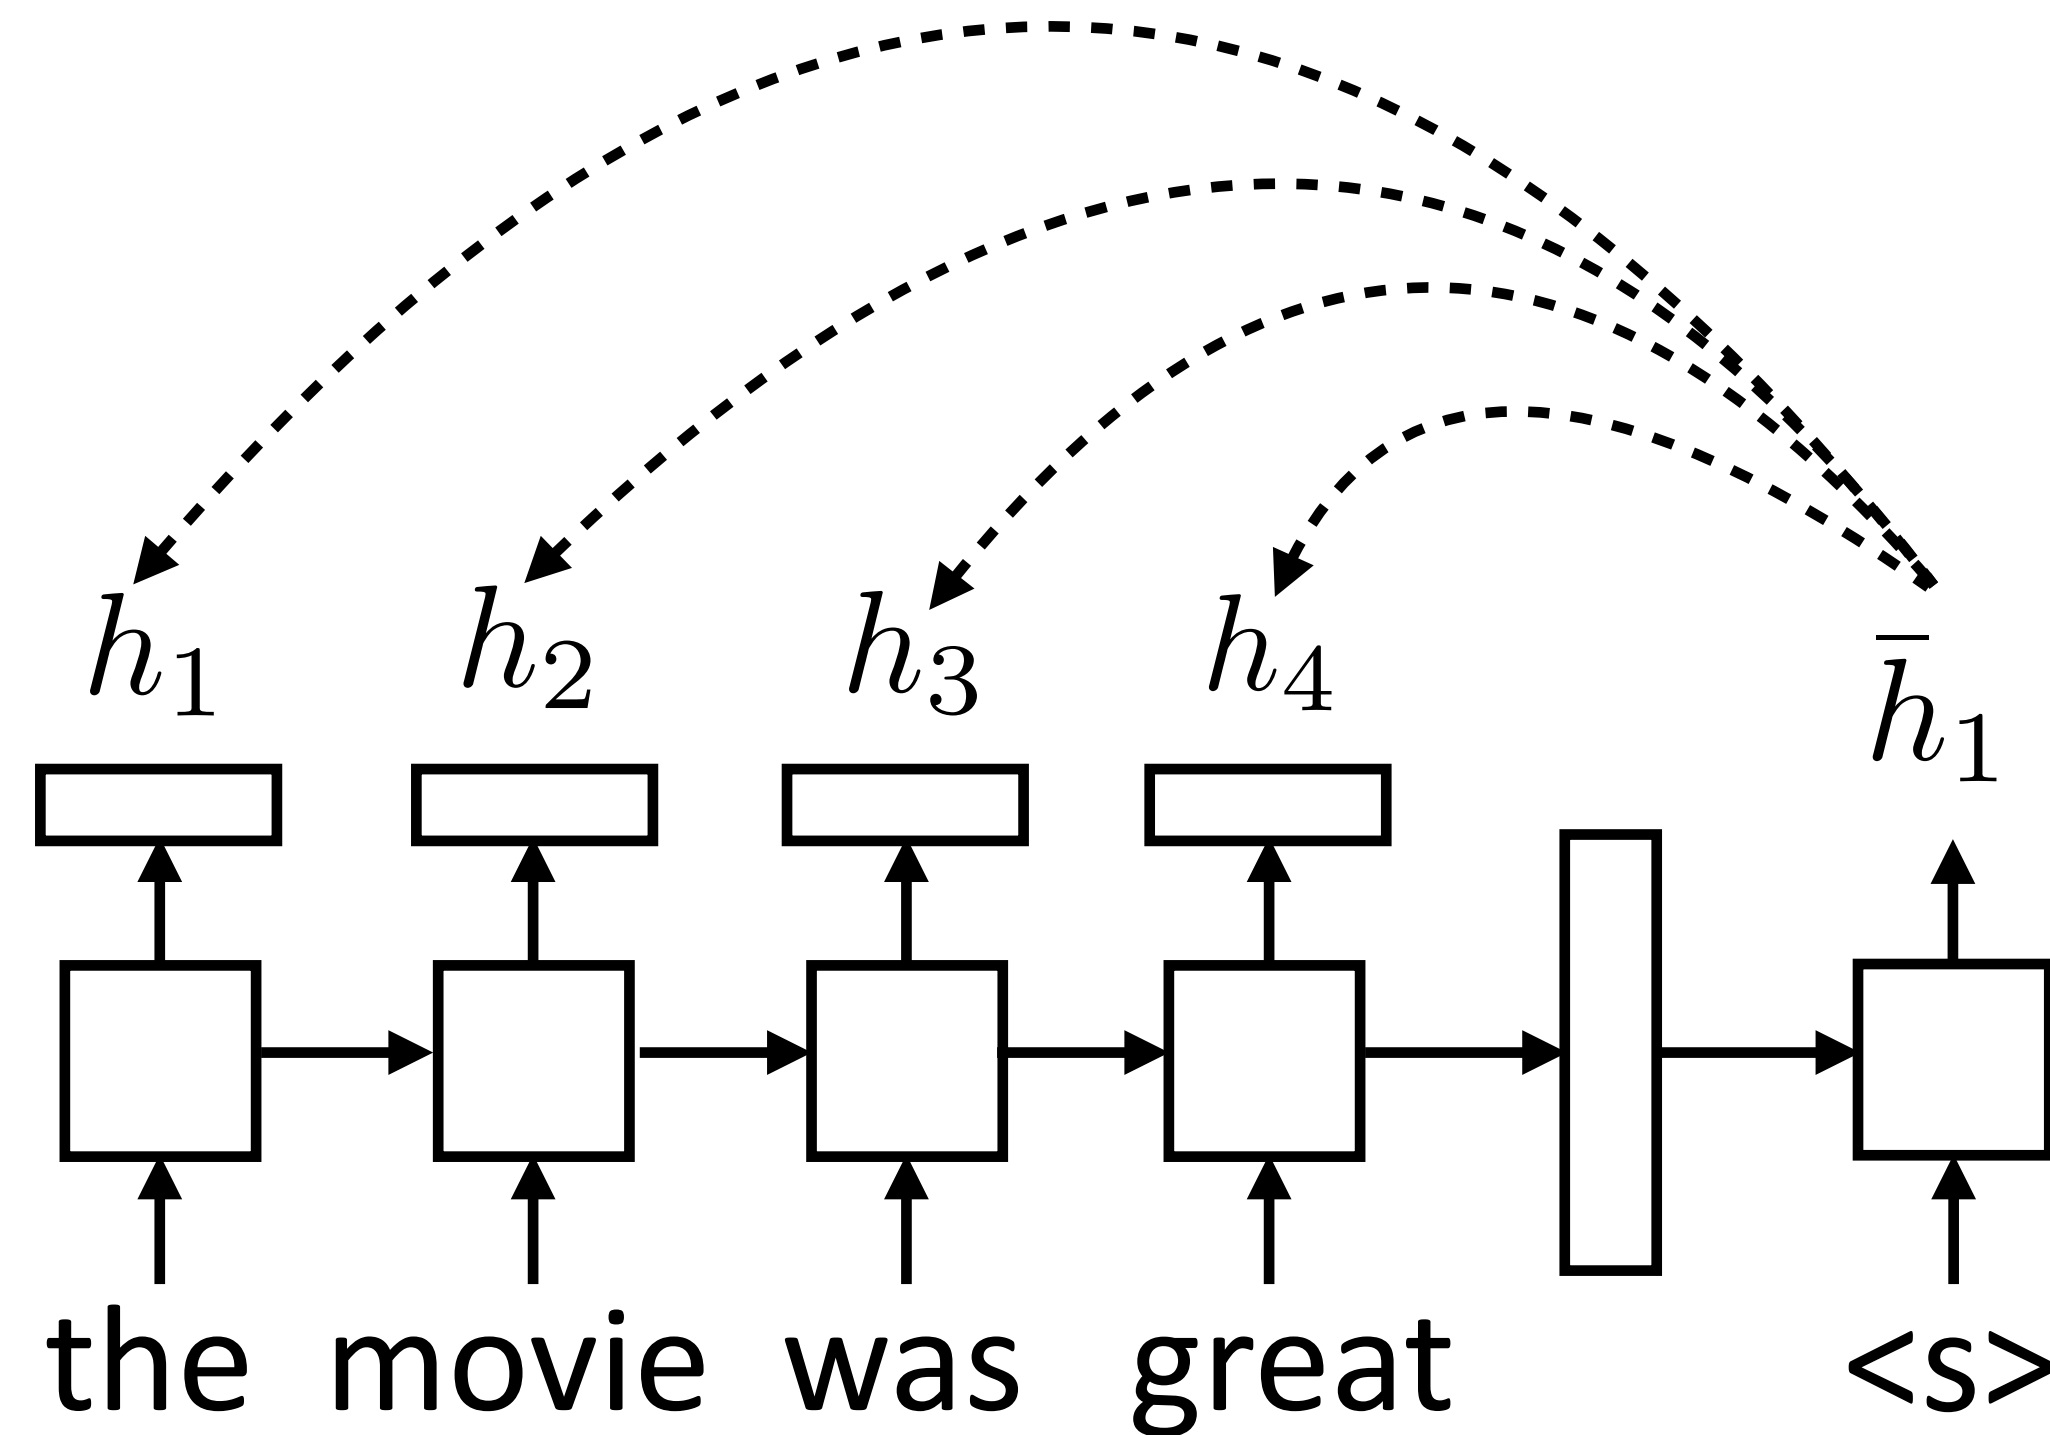 h₁ h₂ h₃ h₄
h̄₁
the movie was great <s>